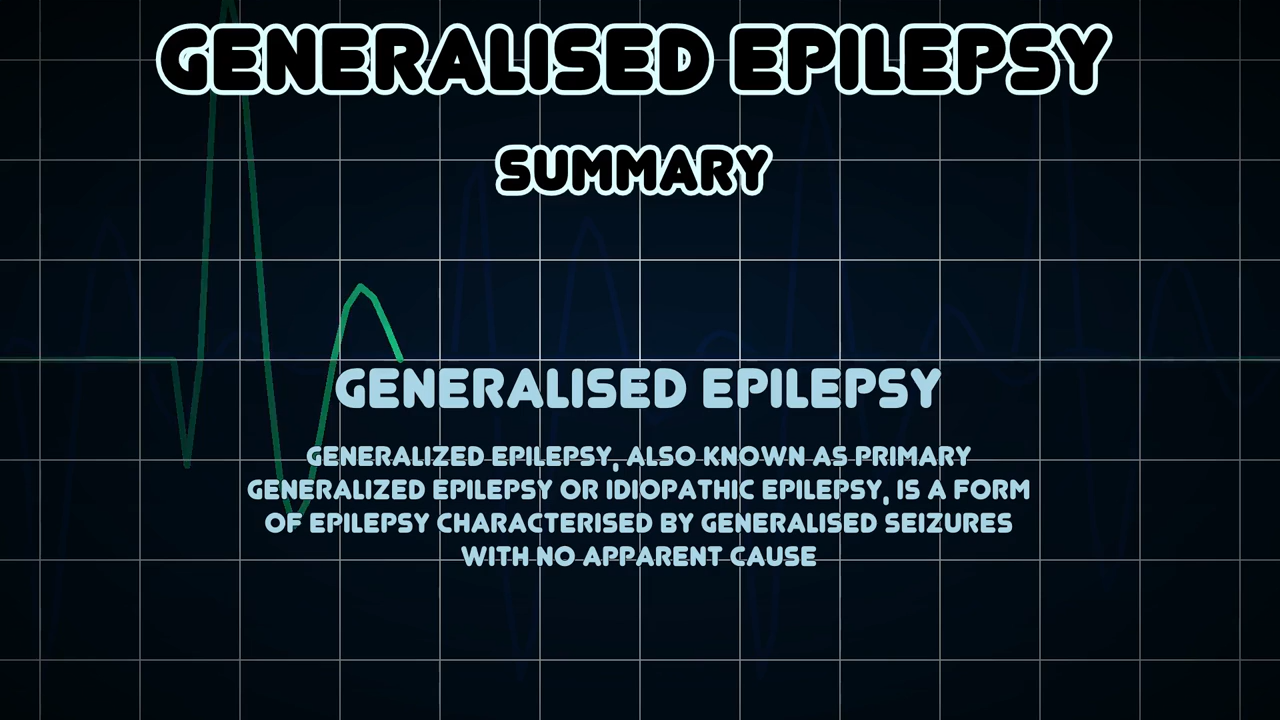 GENERALISED EPILEPSY
SUMMARY
GENERALISED EPILEPSY
GENERALIZED EPILEPSY, ALSO KNOWN AS PRIMARY
GENERALIZED EPILEPSY OR IDIOPATHIC EPILEPSY, IS A FORM
OF EPILEPSY CHARACTERISED BY GENERALISED SEIZURES
WITH NO APPARENT CAUSE